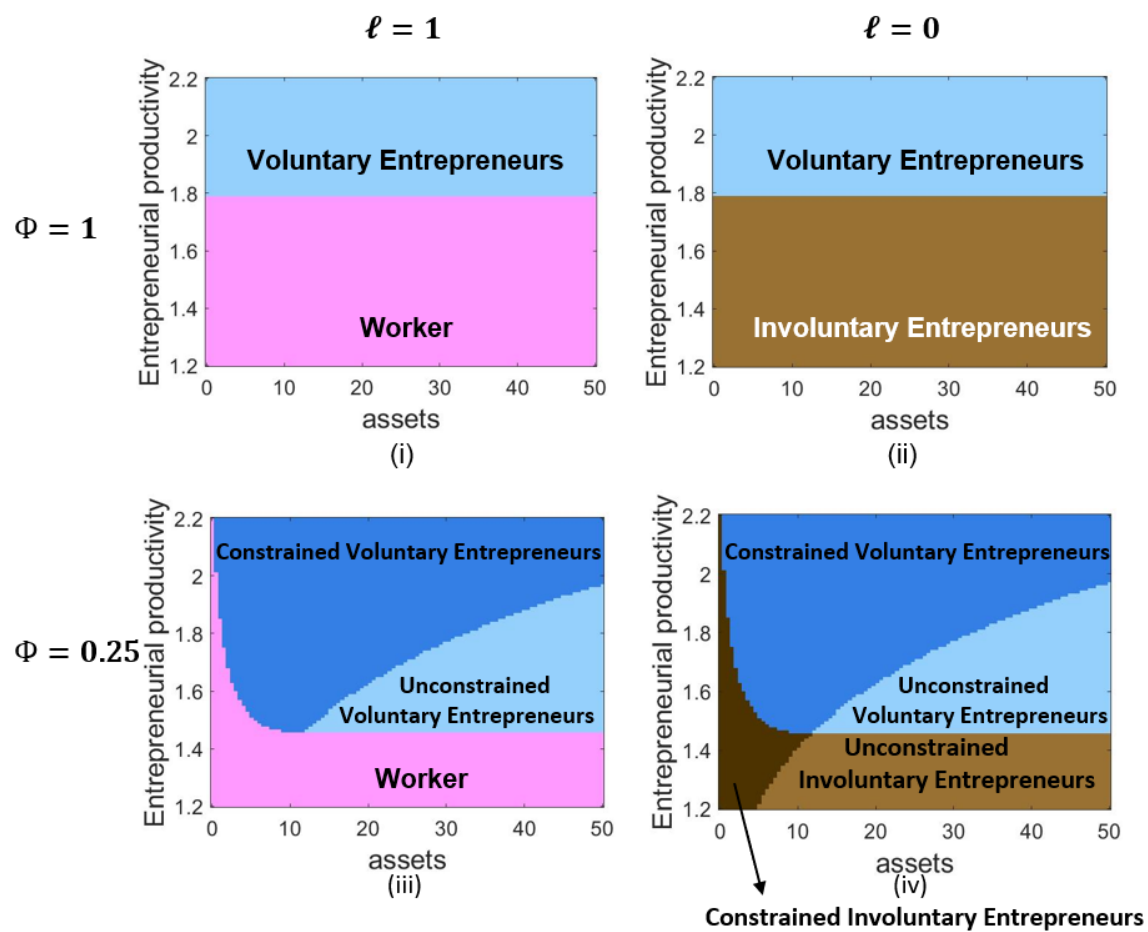 ℓ = 1
ℓ = 0
Φ = 1
Entrepreneurial productivity
2.2
2
1.8
1.6
1.4
1.2
Voluntary Entrepreneurs
Worker
0 10 20 30 40 50
assets
(i)
Entrepreneurial productivity
2.2
2
1.8
1.6
1.4
1.2
Voluntary Entrepreneurs
Involuntary Entrepreneurs
0 10 20 30 40 50
assets
(ii)
Φ = 0.25
Entrepreneurial productivity
2.2
2
1.8
1.6
1.4
1.2
Constrained Voluntary Entrepreneurs
Unconstrained
Voluntary Entrepreneurs
Worker
0 10 20 30 40 50
assets
(iii)
Entrepreneurial productivity
2.2
2
1.8
1.6
1.4
1.2
Constrained Voluntary Entrepreneurs
Unconstrained
Voluntary Entrepreneurs
Unconstrained
Involuntary Entrepreneurs
0 10 20 30 40 50
assets
(iv)
Constrained Involuntary Entrepreneurs